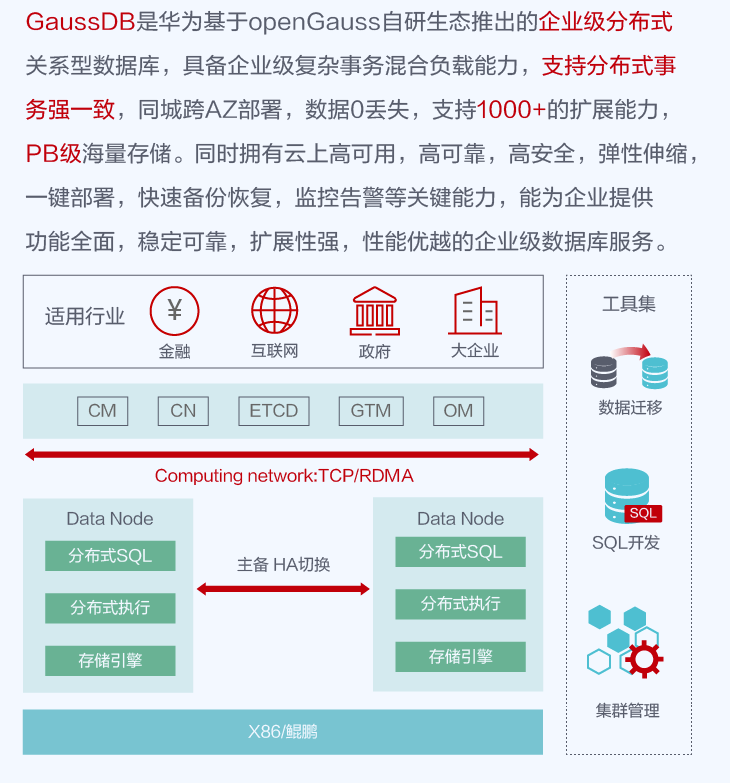 GaussDB是华为基于openGauss自研生态推出的企业级分布式
关系型数据库，具备企业级复杂事务混合负载能力，支持分布式事
务强一致，同城跨AZ部署，数据0丢失，支持1000+的扩展能力，
PB级海量存储。同时拥有云上高可用，高可靠，高安全，弹性伸缩，
一键部署，快速备份恢复，监控告警等关键能力，能为企业提供
功能全面，稳定可靠，扩展性强，性能优越的企业级数据库服务。
适用行业
¥
金融
互联网
政府
大企业
CM
CN
ETCD
GTM
OM
Computing network:TCP/RDMA
Data Node
分布式SQL
分布式执行
存储引擎
主备 HA切换
Data Node
分布式SQL
分布式执行
存储引擎
X86/鲲鹏
工具集
数据迁移
SQL
SQL开发
集群管理